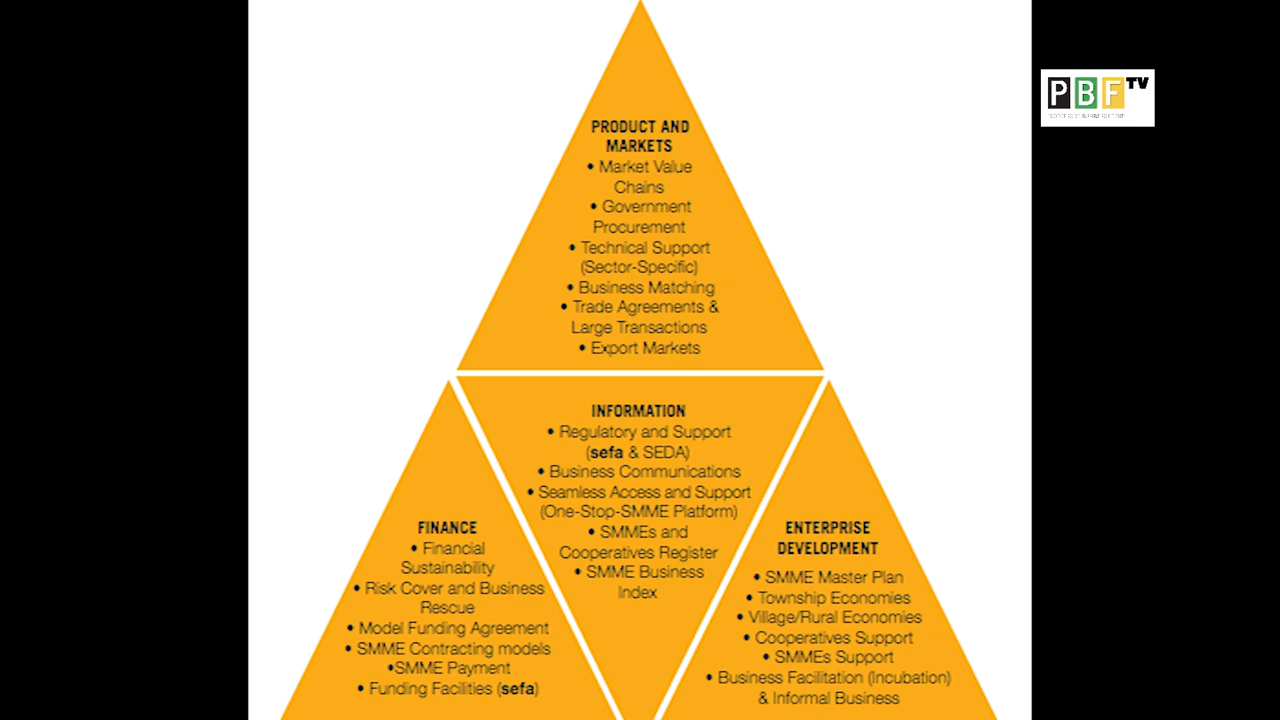 PBF TV
PRODUCT AND
MARKETS
• Market Value
Chains
• Government
Procurement
• Technical Support
(Sector-Specific)
• Business Matching
• Trade Agreements &
Large Transactions
• Export Markets
INFORMATION
• Regulatory and Support
(sefa & SEDA)
• Business Communications
• Seamless Access and Support
(One-Stop-SMME Platform)
• SMMEs and
Cooperatives Register
• SMME Business
Index
FINANCE
• Financial
Sustainability
• Risk Cover and Business
Rescue
• Model Funding Agreement
• SMME Contracting models
•SMME Payment
• Funding Facilities (sefa)
ENTERPRISE
DEVELOPMENT
• SMME Master Plan
• Township Economies
• Village/Rural Economies
• Cooperatives Support
• SMMEs Support
• Business Facilitation (Incubation)
& Informal Business